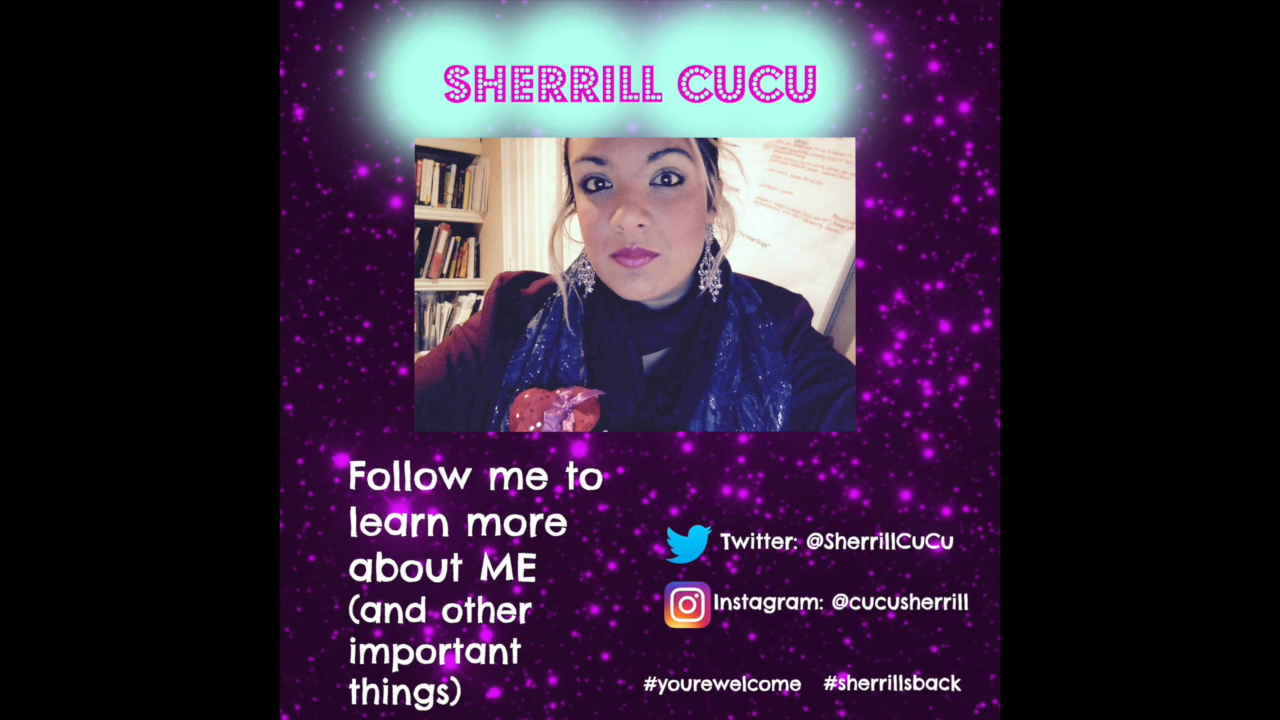 SHERRILL CUCU
Follow me to
learn more
about ME
(and other
important
things)
Twitter: @SherrillCuCu
Instagram: @cucusherrill
#yourewelcome #sherrillsback